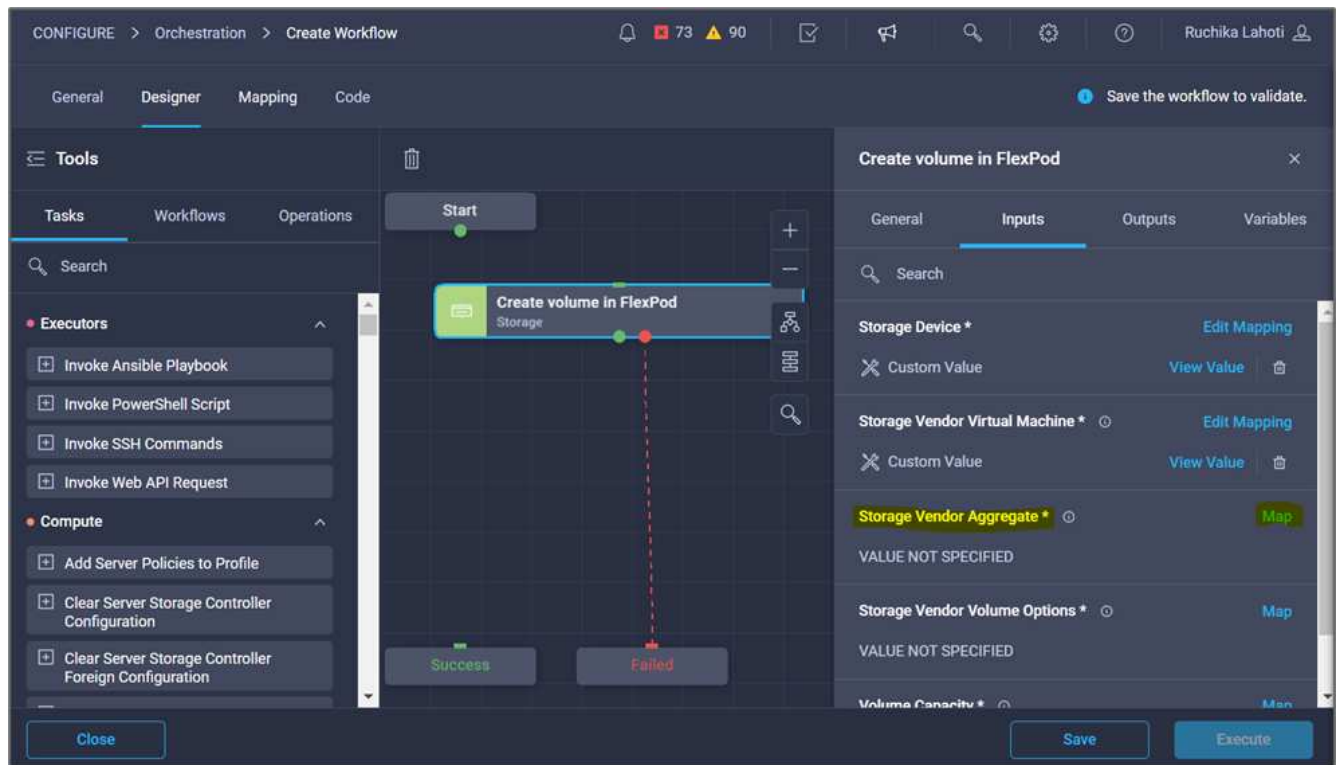 CONFIGURE > Orchestration > Create Workflow
73 90
Ruchika Lahoti
General Designer Mapping Code
Save the workflow to validate.
Tools
Tasks Workflows Operations
Search
Executors
Invoke Ansible Playbook
Invoke PowerShell Script
Invoke SSH Commands
Invoke Web API Request
Compute
Add Server Policies to Profile
Clear Server Storage Controller
Configuration
Clear Server Storage Controller
Foreign Configuration
Start
Create volume in FlexPod
Storage
Success
Failed
Create volume in FlexPod
General Inputs Outputs Variables
Search
Storage Device * Edit Mapping
Custom Value View Value
Storage Vendor Virtual Machine * Edit Mapping
Custom Value View Value
Storage Vendor Aggregate * Map
VALUE NOT SPECIFIED
Storage Vendor Volume Options * Map
VALUE NOT SPECIFIED
Volume Capacity * Map
Close
Save
Execute